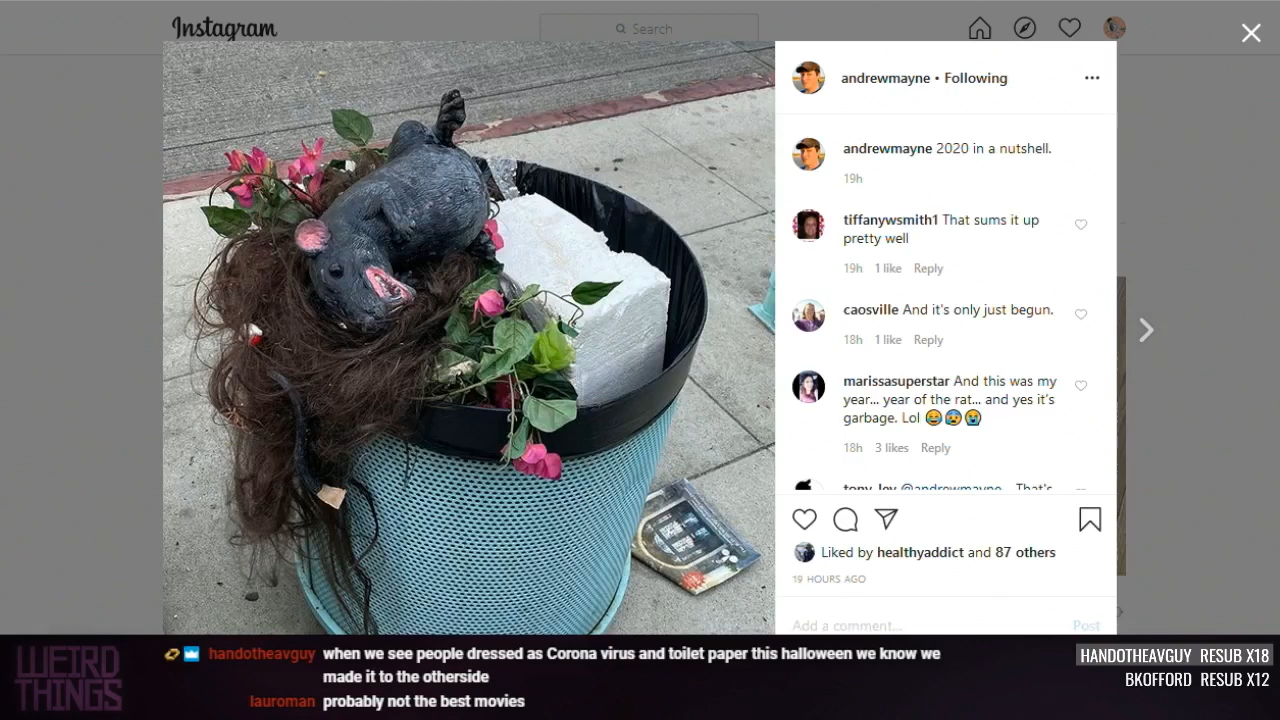 Instagram
Search
andrewmayne • Following
andrewmayne 2020 in a nutshell.
19h
tiffanywsmith1 That sums it up
pretty well
19h 1 like Reply
caosville And it's only just begun.
18h 1 like Reply
marissasuperstar And this was my
year... year of the rat... and yes it's
garbage. Lol 😂😰😭
18h 3 likes Reply
tony_ley @andrewmayne That's
Liked by healthyaddict and 87 others
19 HOURS AGO
Add a comment... Post
WEIRD
THINGS
handotheavguy when we see people dressed as Corona virus and toilet paper this halloween we know we
made it to the otherside
lauroman probably not the best movies
HANDOTHEAVGUY RESUB X18
BKOFFORD RESUB X12